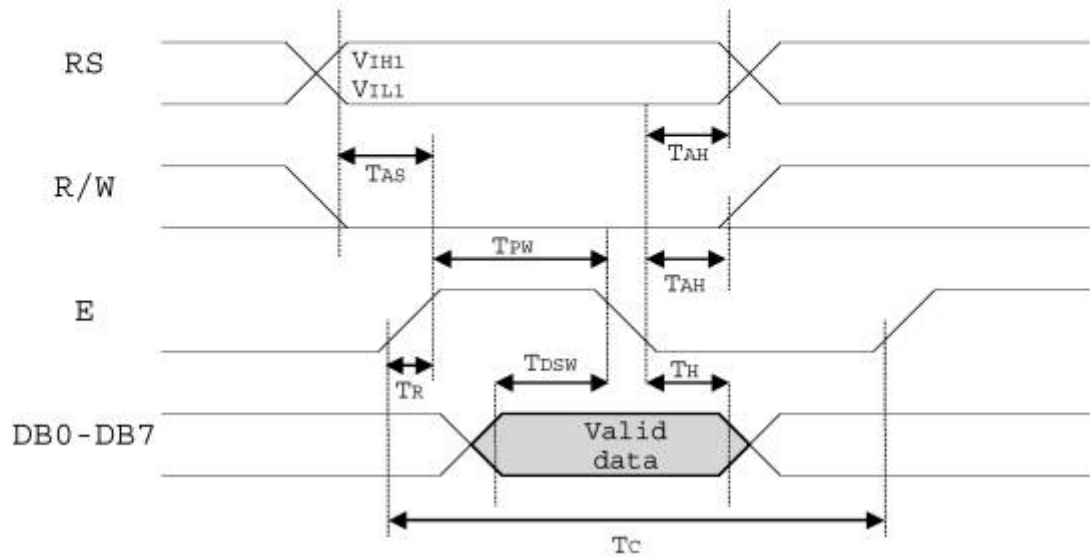 RS
VIH1
VIL1
TAS
TAH
R/W
TPW
TAH
E
TR
TDSW
TH
DB0-DB7
Valid
data
TC